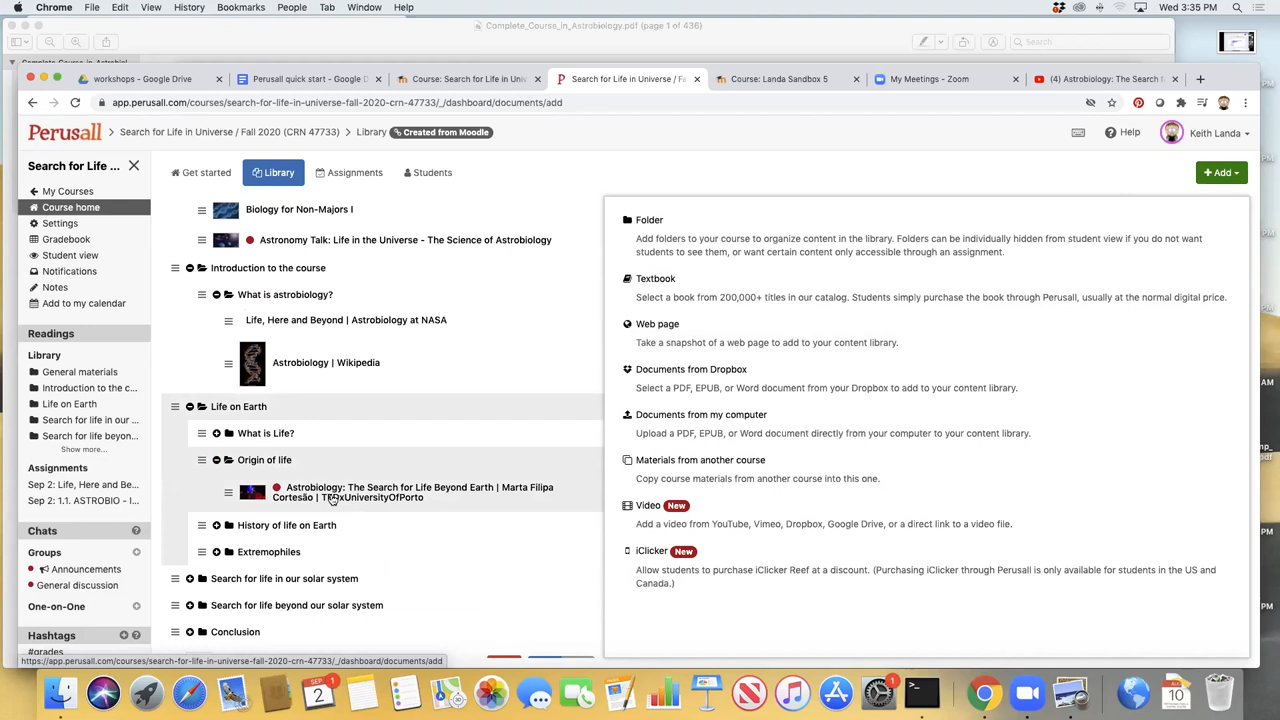 Chrome File Edit View History Bookmarks People Tab Window Help Wed 3:35 PM
Complete_Course_in_Astrobiology.pdf (page 1 of 436)
Search
workshops - Google Drive
Perusall quick start - Google D
Course: Search for Life in Univ
Search for Life in Universe / Fa
Course: Landa Sandbox 5
My Meetings - Zoom
(4) Astrobiology: The Search f
app.perusall.com/courses/search-for-life-in-universe-fall-2020-crn-47733/_/dashboard/documents/add
Perusall
Search for Life in Universe / Fall 2020 (CRN 47733) > Library Created from Moodle
Help
Keith Landa
Search for Life ...
My Courses
Course home
Settings
Gradebook
Student view
Notifications
Notes
Add to my calendar
Readings
Library
General materials
Introduction to the c...
Life on Earth
Search for life in our ...
Search for life beyon...
Show more...
Assignments
Sep 2: Life, Here and Bey...
Sep 2: 1.1. ASTROBIO - I...
Chats
Groups
Announcements
General discussion
One-on-One
Hashtags
#grades
Get started
Library
Assignments
Students
Add
Biology for Non-Majors I
Astronomy Talk: Life in the Universe - The Science of Astrobiology
Introduction to the course
What is astrobiology?
Life, Here and Beyond | Astrobiology at NASA
Astrobiology | Wikipedia
Life on Earth
What is Life?
Origin of life
Astrobiology: The Search for Life Beyond Earth | Marta Filipa
Cortesão | TEDxUniversityOfPorto
History of life on Earth
Extremophiles
Search for life in our solar system
Search for life beyond our solar system
Conclusion
Folder
Add folders to your course to organize content in the library. Folders can be individually hidden from student view if you do not want
students to see them, or want certain content only accessible through an assignment.
Textbook
Select a book from 200,000+ titles in our catalog. Students simply purchase the book through Perusall, usually at the normal digital price.
Web page
Take a snapshot of a web page to add to your content library.
Documents from Dropbox
Select a PDF, EPUB, or Word document from your Dropbox to add to your content library.
Documents from my computer
Upload a PDF, EPUB, or Word document directly from your computer to your content library.
Materials from another course
Copy course materials from another course into this one.
Video New
Add a video from YouTube, Vimeo, Dropbox, Google Drive, or a direct link to a video file.
iClicker New
Allow students to purchase iClicker Reef at a discount. (Purchasing iClicker through Perusall is only available for students in the US and
Canada.)
https://app.perusall.com/courses/search-for-life-in-universe-fall-2020-crn-47733/_/dashboard/documents/add
SEP
2
1
1
10